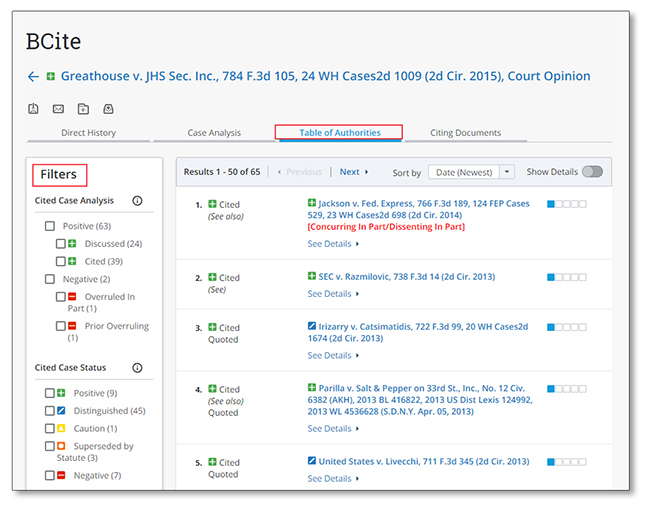 BCite
Greathouse v. JHS Sec. Inc., 784 F.3d 105, 24 WH Cases2d 1009 (2d Cir. 2015), Court Opinion
Direct History
Case Analysis
Table of Authorities
Citing Documents
Filters
Cited Case Analysis
Positive (63)
Discussed (24)
Cited (39)
Negative (2)
Overruled In
Part (1)
Prior Overruling
(1)
Cited Case Status
Positive (9)
Distinguished (45)
Caution (1)
Superseded by
Statute (3)
Negative (7)
Results 1 - 50 of 65
Previous
Next
Sort by
Date (Newest)
Show Details
1. Cited
(See also)
Jackson v. Fed. Express, 766 F.3d 189, 124 FEP Cases
529, 23 WH Cases2d 698 (2d Cir. 2014)
[Concurring In Part/Dissenting In Part]
See Details
2. Cited
(See)
SEC v. Razmilovic, 738 F.3d 14 (2d Cir. 2013)
See Details
3. Cited
Quoted
Irizarry v. Catsimatidis, 722 F.3d 99, 20 WH Cases2d
1674 (2d Cir. 2013)
See Details
4. Cited
(See also)
Quoted
Parilla v. Salt & Pepper on 33rd St., Inc., No. 12 Civ.
6382 (AKH), 2013 BL 416822, 2013 US Dist Lexis 124992,
2013 WL 4536628 (S.D.N.Y. Apr. 05, 2013)
See Details
5. Cited
Quoted
United States v. Livecchi, 711 F.3d 345 (2d Cir. 2013)
See Details